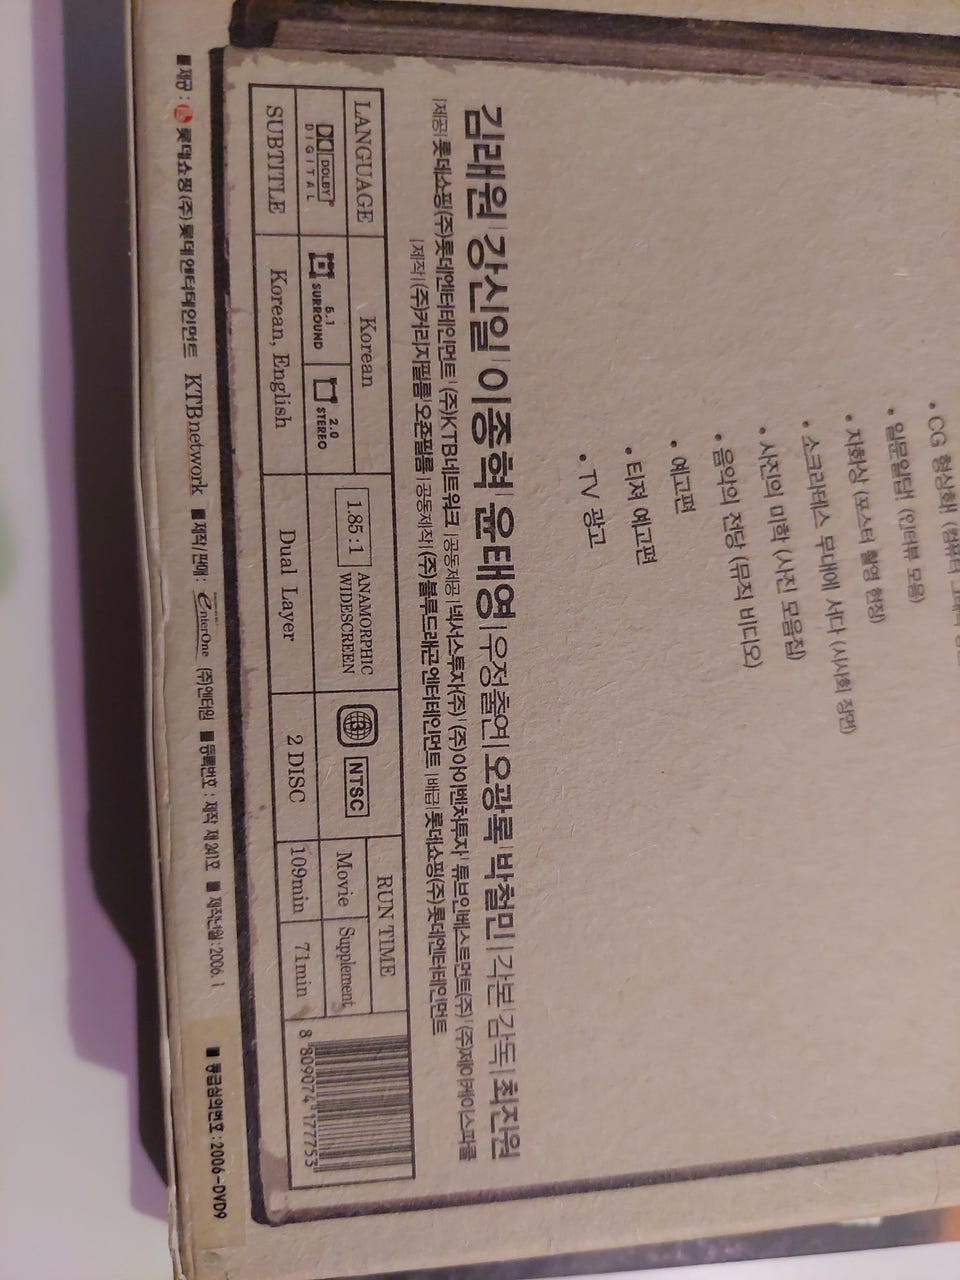 • CG 형상화!
• 일문일답! (인터뷰 모음)
• 자화상 (포스터 촬영 현장)
• 소크라테스 무대에 서다 (시사회 장면)
• 사진의 미학 (사진 모음집)
• 음악의 전당 (뮤직 비디오)
• 예고편
• 티져 예고편
• TV 광고
김래원 | 강신일 | 이종혁 | 윤태영 | 우정출연 | 오광록 | 박철민 | 각본 | 감독 | 최진원
|제공| 롯데쇼핑(주)롯데엔터테인먼트 | (주)KTB네트워크 |공동제공| 넥서스투자(주) | (주)아이벤처투자 | 튜브인베스트먼트(주) | (주)제이케이스파클
|제작| (주)커리지필름 | 오죤필름 |공동제작| (주)블루드래곤 엔터테인먼트 |배급| 롯데쇼핑(주)롯데엔터테인먼트
LANGUAGE Korean 1.85:1 ANAMORPHIC WIDESCREEN 3 NTSC RUN TIME
DOLBY DIGITAL 5.1 SURROUND 2.0 STEREO Movie Supplement
SUBTITLE Korean, English Dual Layer 2 DISC 109min 71min
8 809074 177753
■ 제공 : 롯데쇼핑(주)롯데엔터테인먼트 KTBnetwork ■ 제작/판매 : enterOne (주)엔터원 ■ 등록번호 : 제작 제241호 ■ 제작년월 : 2006.1
■ 등급심의번호 : 2006-DVD9